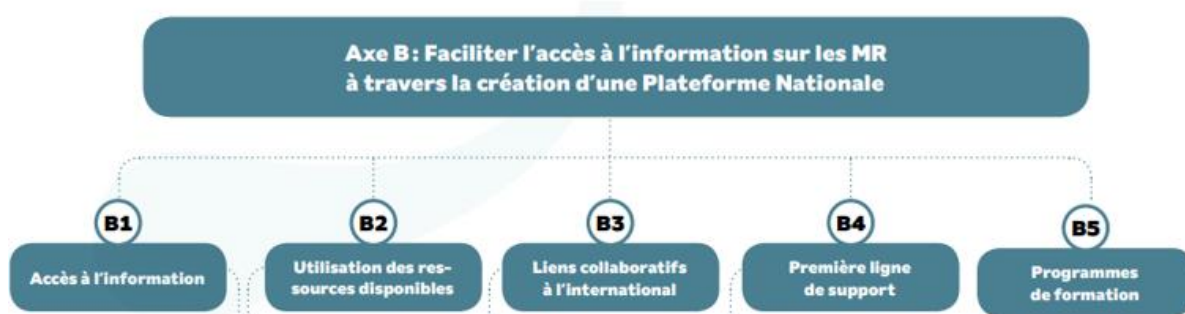 Axe B : Faciliter l'accès à l'information sur les MR
à travers la création d'une Plateforme Nationale
B1
B2
B3
B4
B5
Accès à l'information
Utilisation des res-
sources disponibles
Liens collaboratifs
à l'international
Première ligne
de support
Programmes
de formation